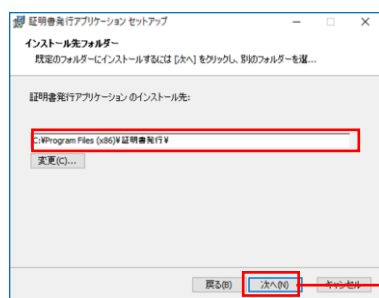 証明書発行アプリケーション セットアップ
インストール先フォルダー
既定のフォルダーにインストールするには [次へ] をクリックし、別のフォルダーを選...
証明書発行アプリケーション のインストール先:
C:¥Program Files (x86)¥証明書発行¥
変更(C)...
戻る(B)
次へ(N)
キャンセル